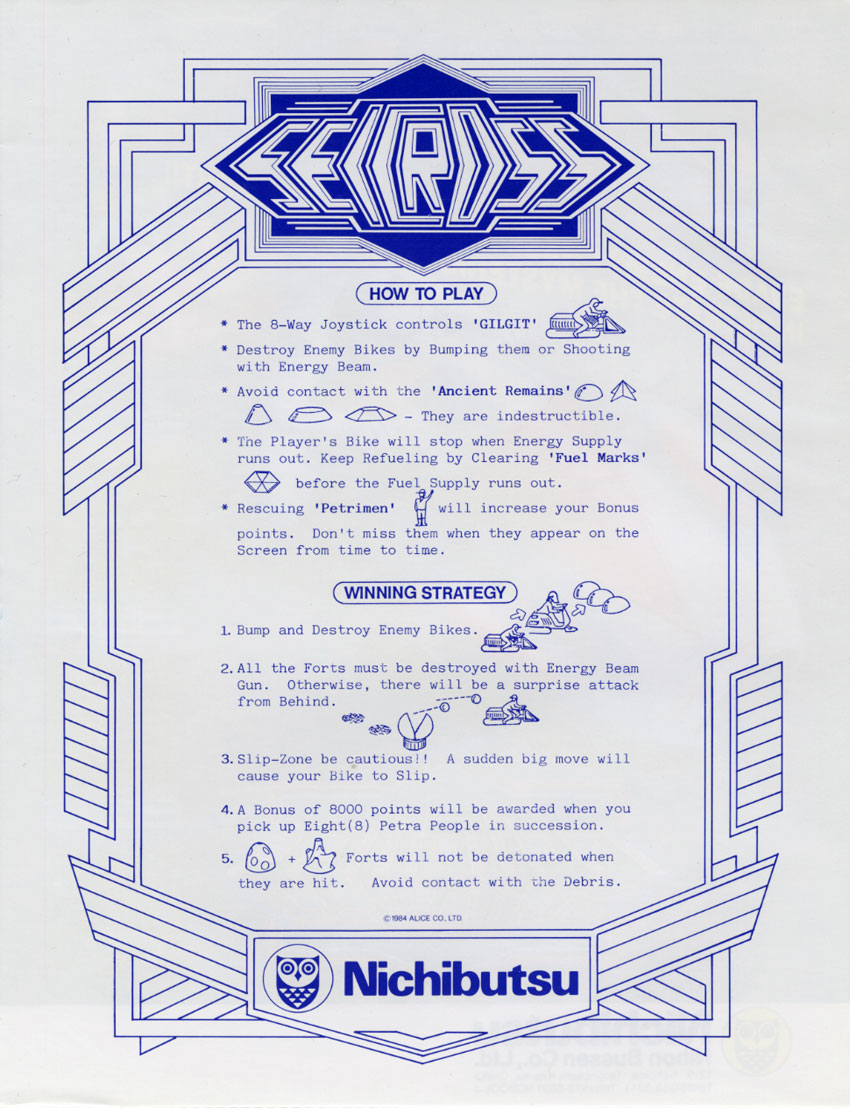 SEICROSS
HOW TO PLAY
* The 8-Way Joystick controls 'GILGIT'
* Destroy Enemy Bikes by Bumping them or Shooting
with Energy Beam.
* Avoid contact with the 'Ancient Remains'
– They are indestructible.
* The Player's Bike will stop when Energy Supply
runs out. Keep Refueling by Clearing 'Fuel Marks'
before the Fuel Supply runs out.
* Rescuing 'Petrimen' will increase your Bonus
points. Don't miss them when they appear on the
Screen from time to time.
WINNING STRATEGY
1. Bump and Destroy Enemy Bikes.
2. All the Forts must be destroyed with Energy Beam
Gun. Otherwise, there will be a surprise attack
from Behind.
3. Slip-Zone be cautious!! A sudden big move will
cause your Bike to Slip.
4. A Bonus of 8000 points will be awarded when you
pick up Eight(8) Petra People in succession.
5. + Forts will not be detonated when
they are hit. Avoid contact with the Debris.
© 1984 ALICE CO., LTD.
Nichibutsu